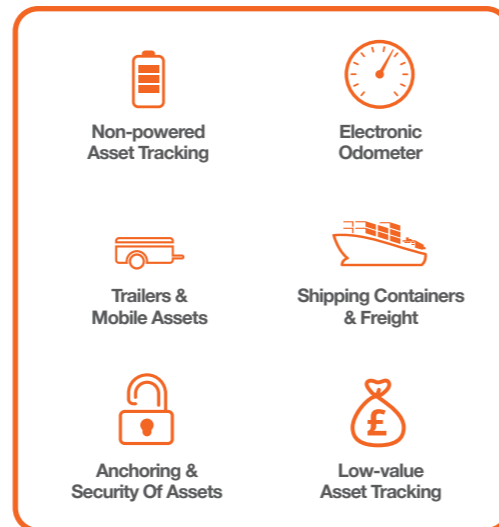 Non-powered
Asset Tracking
Electronic
Odometer
Trailers &
Mobile Assets
Shipping Containers
& Freight
Anchoring &
Security Of Assets
£
Low-value
Asset Tracking